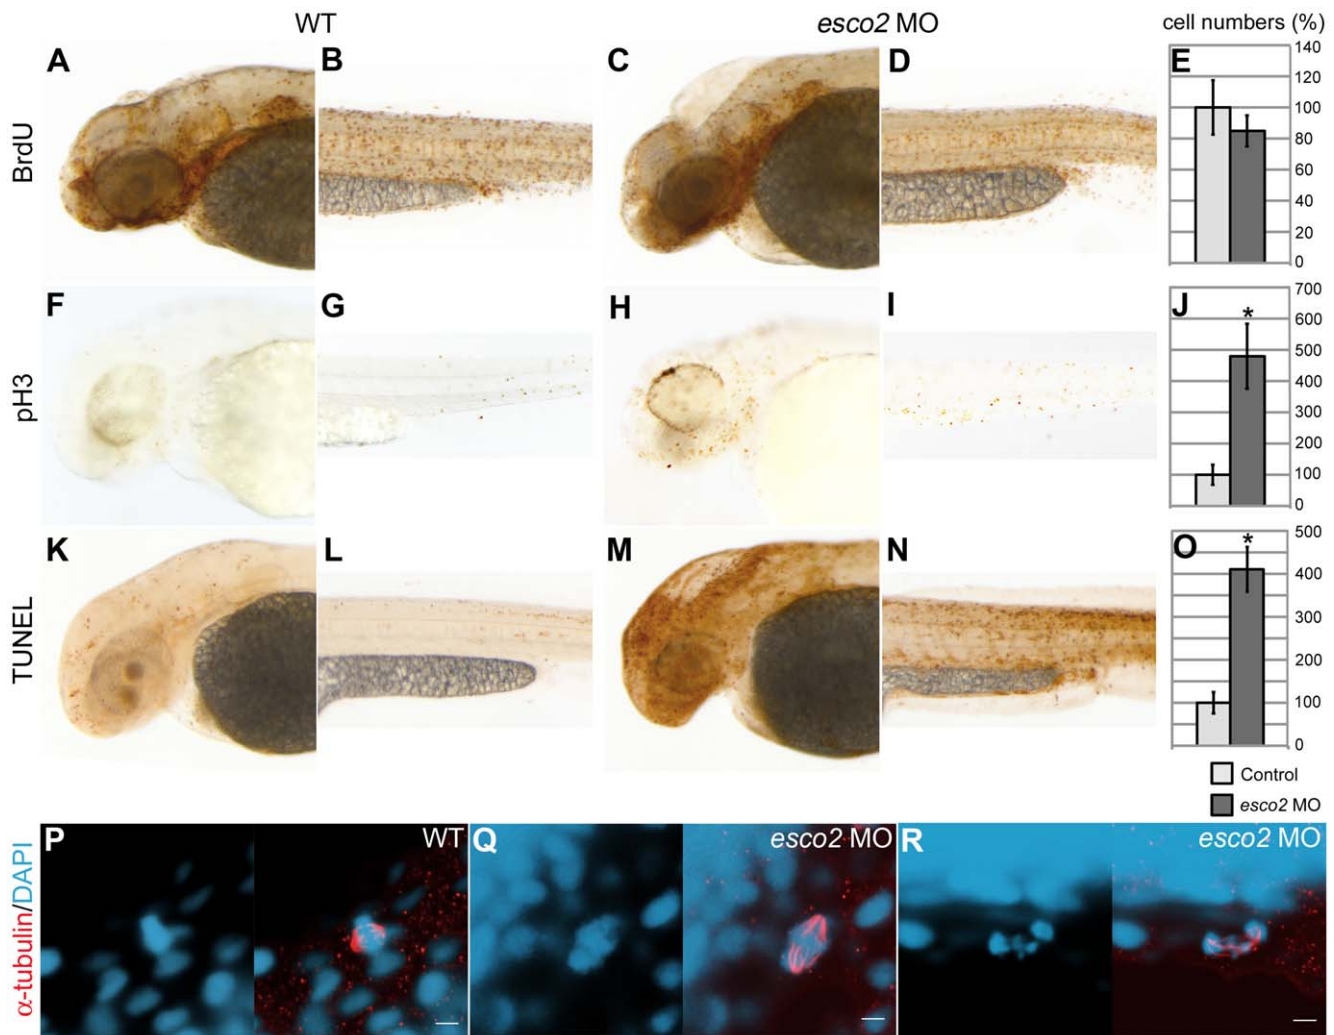 WT
esco2 MO
cell numbers (%)
BrdU
A
B
C
D
E
140
120
100
80
60
40
20
0
pH3
F
G
H
I
J
*
700
600
500
400
300
200
100
0
TUNEL
K
L
M
N
O
*
500
400
300
200
100
0
Control
esco2 MO
α-tubulin/DAPI
P
WT
Q
esco2 MO
R
esco2 MO